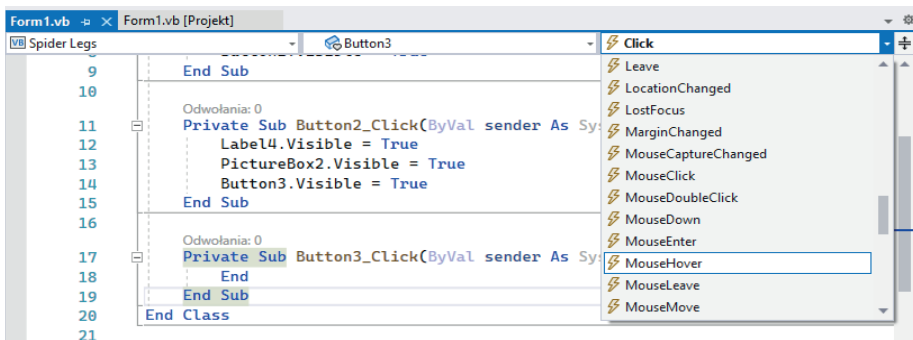 Form1.vb Form1.vb [Projekt]
VB Spider Legs Button3 Click
9 End Sub
10
Odwołania: 0
11 Private Sub Button2_Click(ByVal sender As Sy
12 Label4.Visible = True
13 PictureBox2.Visible = True
14 Button3.Visible = True
15 End Sub
16
Odwołania: 0
17 Private Sub Button3_Click(ByVal sender As Sy
18 End
19 End Sub
20 End Class
21
Leave
LocationChanged
LostFocus
MarginChanged
MouseCaptureChanged
MouseClick
MouseDoubleClick
MouseDown
MouseEnter
MouseHover
MouseLeave
MouseMove